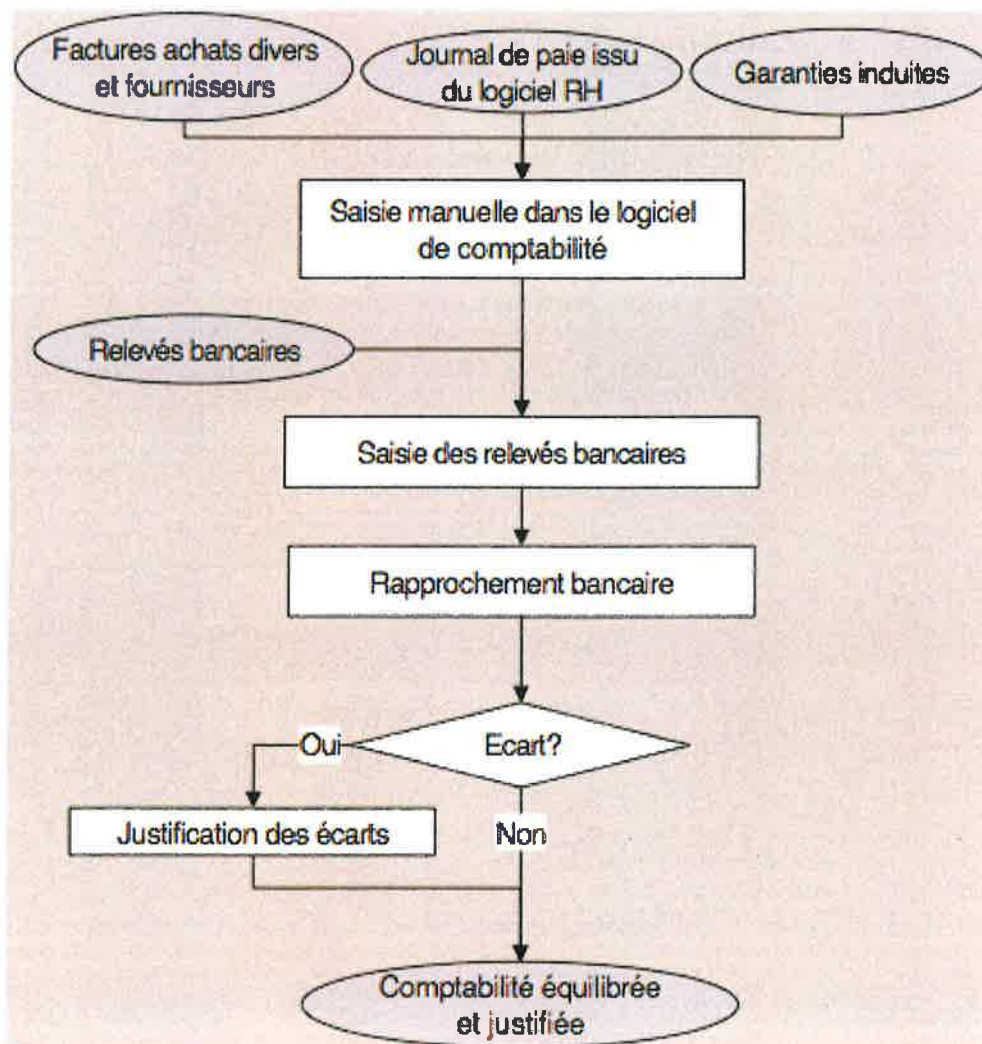 Factures achats divers
et fournisseurs
Journal de paie issu
du logiciel RH
Garanties induites
Saisie manuelle dans le logiciel
de comptabilité
Relevés bancaires
Saisie des relevés bancaires
Rapprochement bancaire
Ecart?
Oui
Justification des écarts
Non
Comptabilité équilibrée
et justifiée